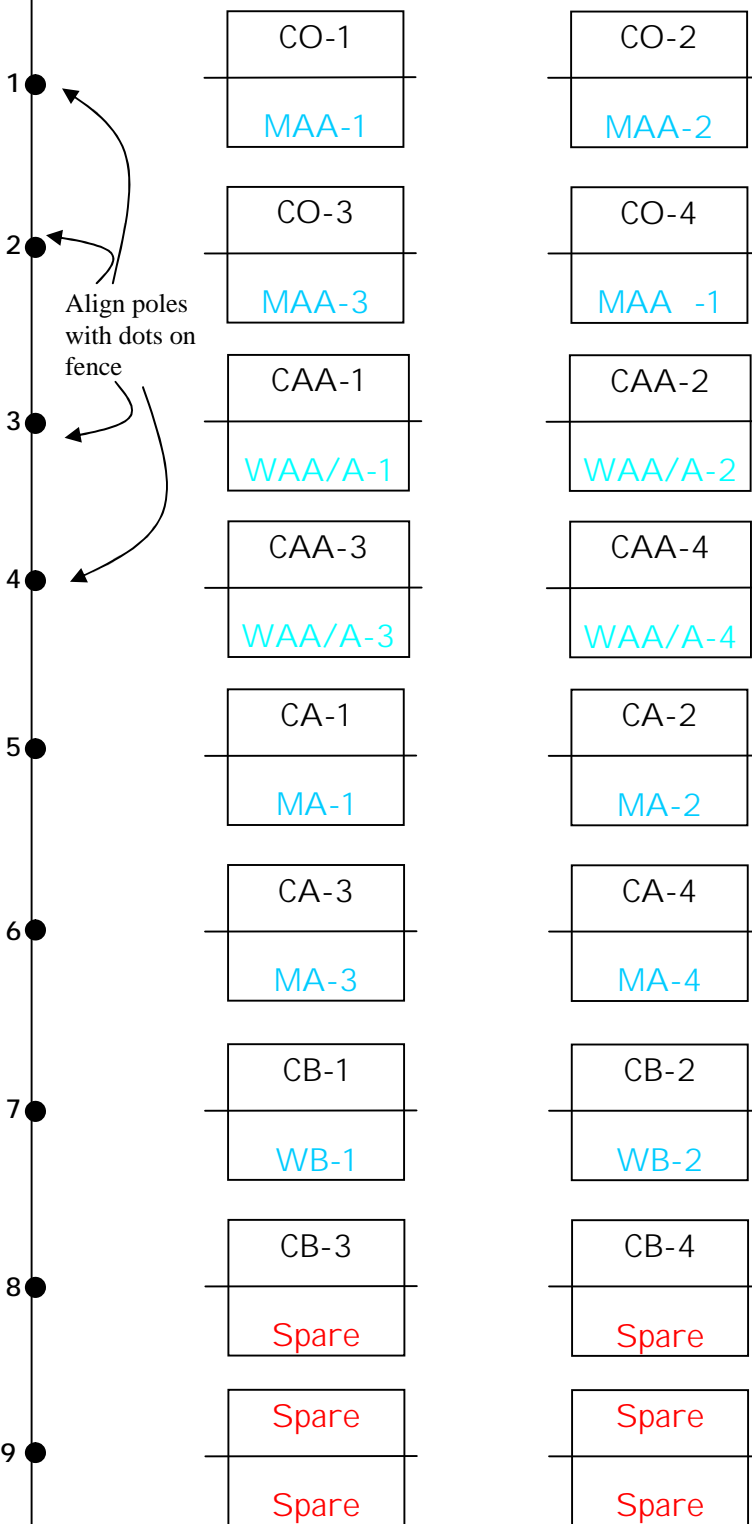 CO-1 CO-2
1
MAA-1 MAA-2
CO-3 CO-4
2
MAA-3 MAA -1
Align poles
with dots on
fence
CAA-1 CAA-2
3
WAA/A-1 WAA/A-2
CAA-3 CAA-4
4
WAA/A-3 WAA/A-4
CA-1 CA-2
5
MA-1 MA-2
CA-3 CA-4
6
MA-3 MA-4
CB-1 CB-2
7
WB-1 WB-2
CB-3 CB-4
8
Spare Spare
Spare Spare
9
Spare Spare